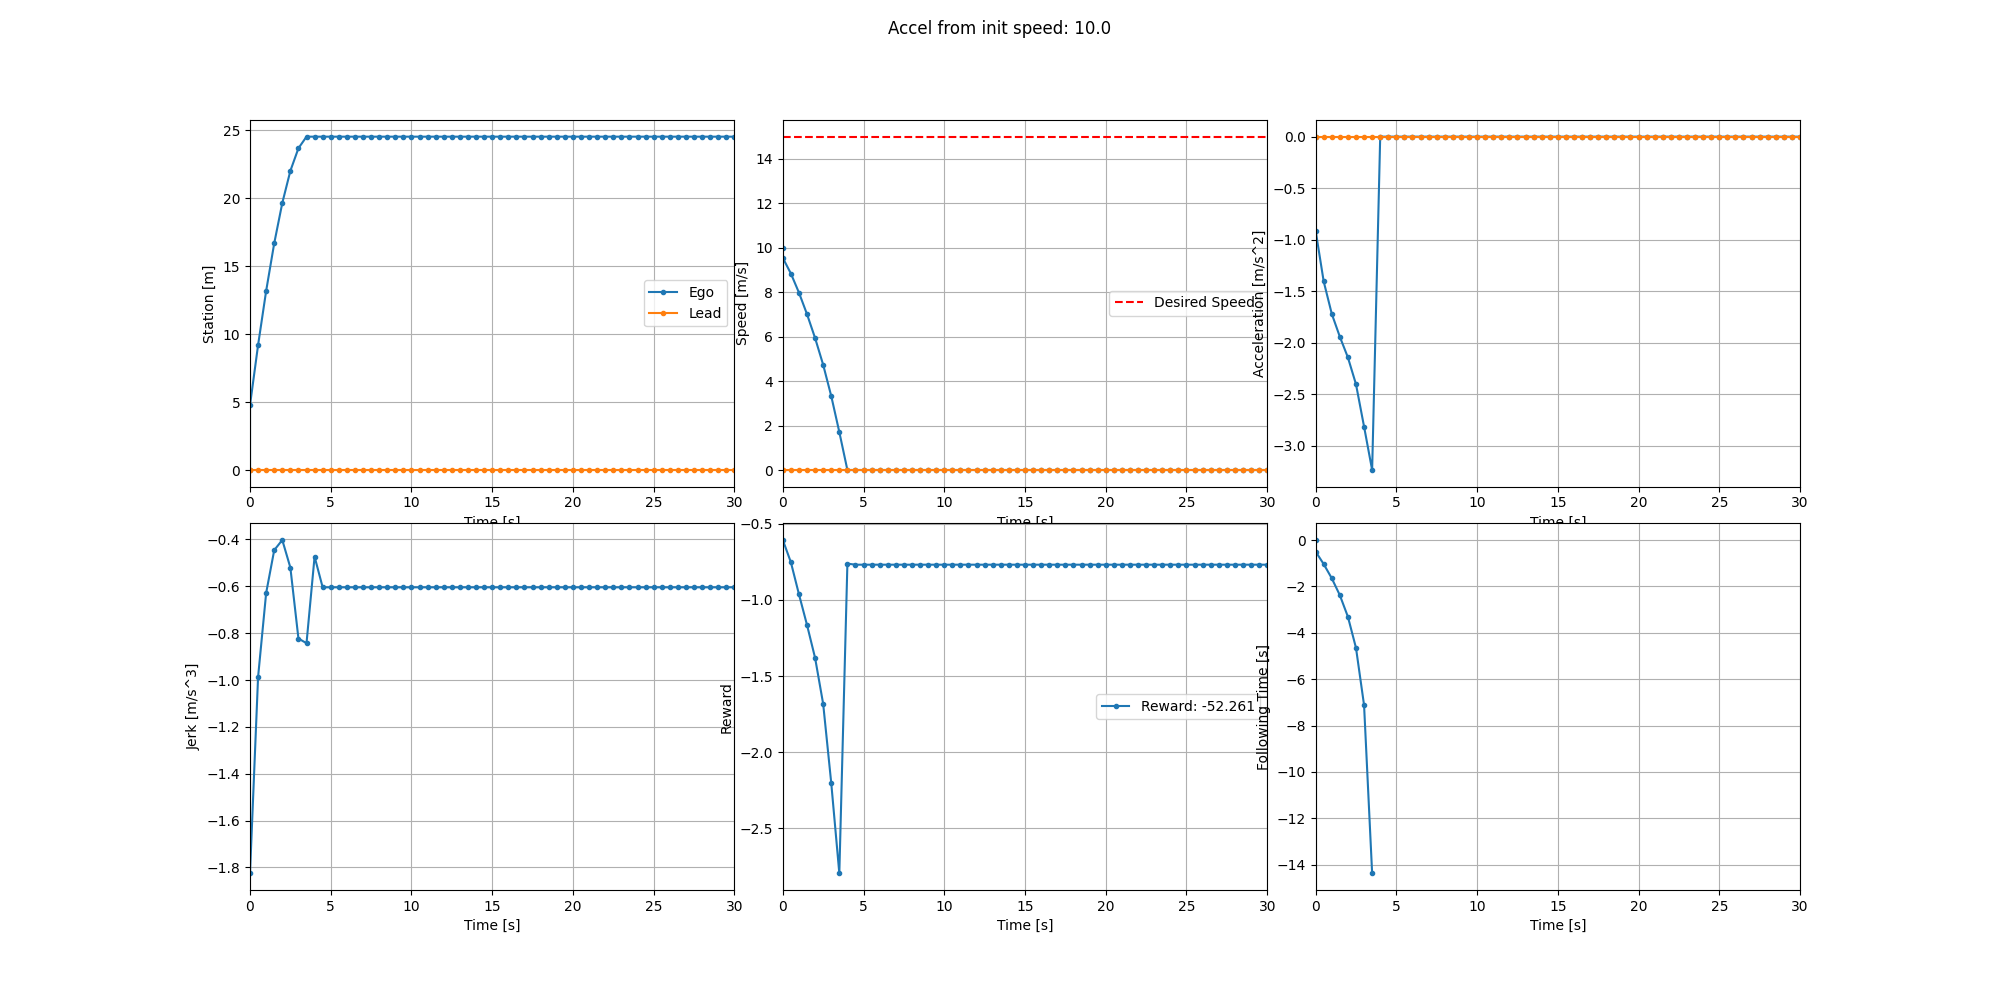 Accel from init speed: 10.0
Station [m]
25
20
15
10
5
0
Ego
Lead
0 5 10 15 20 25 30
Time [s]
Speed [m/s]
14
12
10
8
6
4
2
0
Desired Speed
0 5 10 15 20 25 30
Time [s]
Acceleration [m/s^2]
0.0
−0.5
−1.0
−1.5
−2.0
−2.5
−3.0
0 5 10 15 20 25 30
Time [s]
Jerk [m/s^3]
−0.4
−0.6
−0.8
−1.0
−1.2
−1.4
−1.6
−1.8
0 5 10 15 20 25 30
Time [s]
Reward
−0.5
−1.0
−1.5
−2.0
−2.5
Reward: -52.261
0 5 10 15 20 25 30
Time [s]
Following Time [s]
0
−2
−4
−6
−8
−10
−12
−14
0 5 10 15 20 25 30
Time [s]